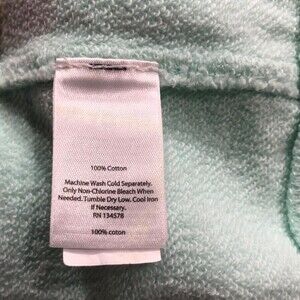 100% Cotton
Machine Wash Cold Separately.
Only Non-Chlorine Bleach When
Needed. Tumble Dry Low. Cool Iron
If Necessary.
RN 134578
100% coton